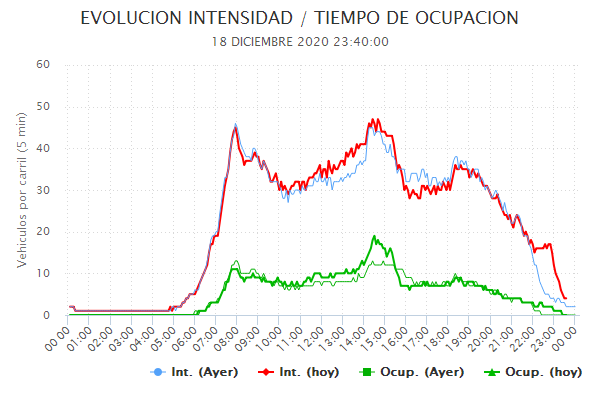 EVOLUCION INTENSIDAD / TIEMPO DE OCUPACION
18 DICIEMBRE 2020 23:40:00
Vehiculos por carril (5 min)
60
50
40
30
20
10
0
00:00 01:00 02:00 03:00 04:00 05:00 06:00 07:00 08:00 09:00 10:00 11:00 12:00 13:00 14:00 15:00 16:00 17:00 18:00 19:00 20:00 21:00 22:00 23:00 00:00
Int. (Ayer) Int. (hoy) Ocup. (Ayer) Ocup. (hoy)